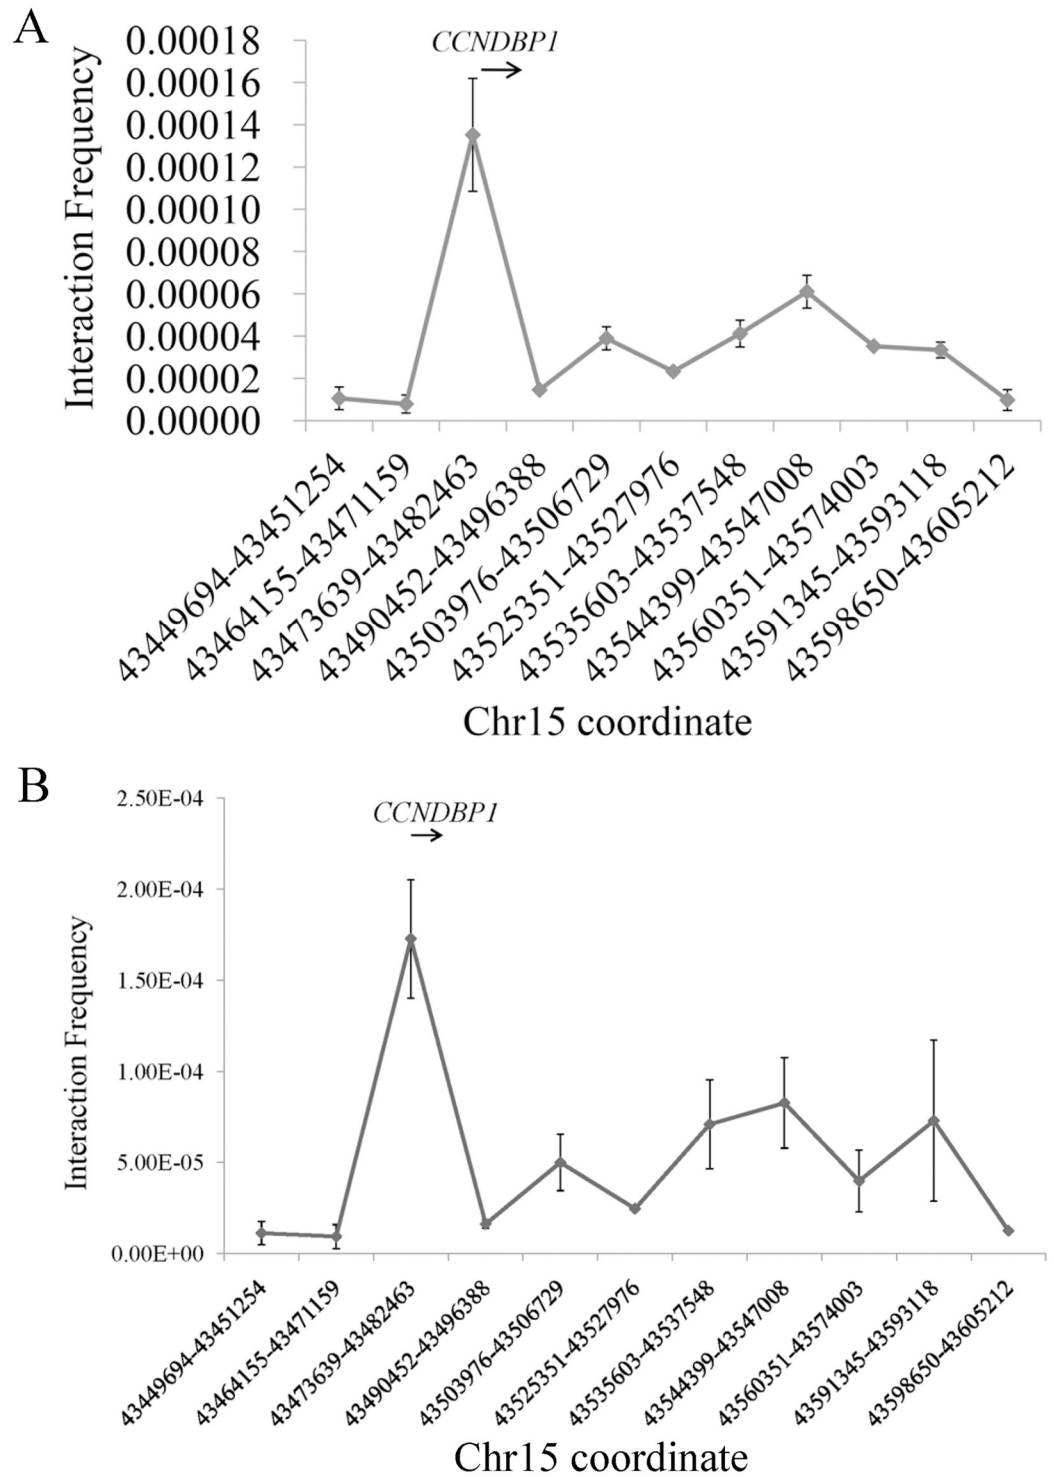 A
CCNDBP1
Interaction Frequency
0.00018
0.00016
0.00014
0.00012
0.00010
0.00008
0.00006
0.00004
0.00002
0.00000
43449694-43451254
43464155-43471159
43473639-43482463
43490452-43496388
43503976-43506729
43525351-43527976
43535603-43537548
43544399-43547008
43560351-43574003
43591345-43593118
43598650-43605212
Chr15 coordinate
B
CCNDBP1
Interaction Frequency
2.50E-04
2.00E-04
1.50E-04
1.00E-04
5.00E-05
0.00E+00
43449694-43451254
43464155-43471159
43473639-43482463
43490452-43496388
43503976-43506729
43525351-43527976
43535603-43537548
43544399-43547008
43560351-43574003
43591345-43593118
43598650-43605212
Chr15 coordinate